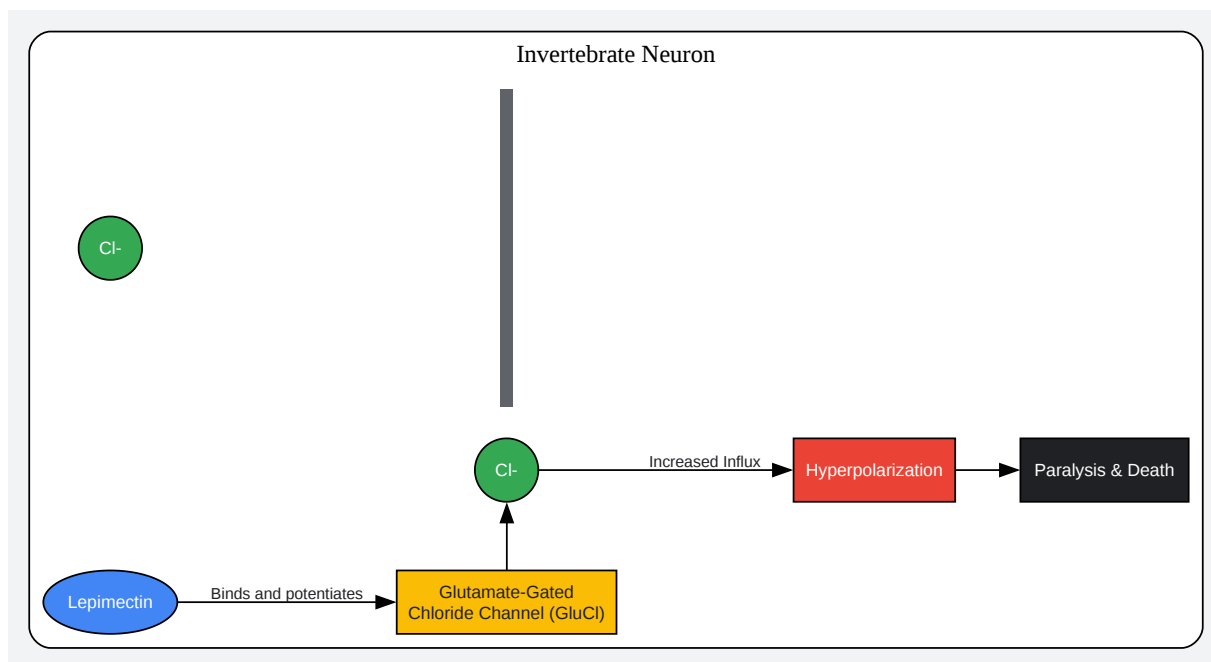 Invertebrate Neuron
Cl-
Cl-
Increased Influx
Hyperpolarization
Paralysis & Death
Lepimectin
Binds and potentiates
Glutamate-Gated
Chloride Channel (GluCl)